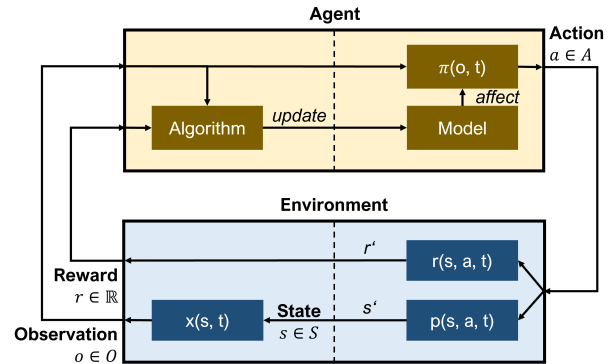 Agent
Action
a ∈ A
π(o, t)
affect
Algorithm
update
Model
Environment
r‘
r(s, a, t)
Reward
r ∈ ℝ
State
s ∈ S
s‘
x(s, t)
p(s, a, t)
Observation
o ∈ O